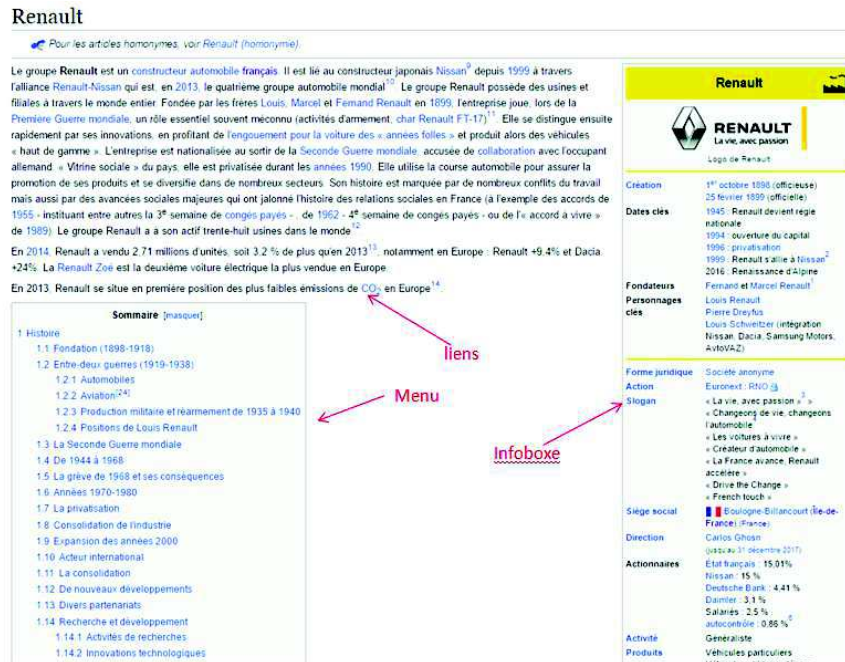 Renault
Pour les articles homonymes, voir Renault (homonymie).
Le groupe Renault est un constructeur automobile français. Il est lié au constructeur japonais Nissan9 depuis 1999 à travers
l'alliance Renault-Nissan qui est, en 2013, le quatrième groupe automobile mondial10. Le groupe Renault possède des usines et
filiales à travers le monde entier. Fondée par les frères Louis, Marcel et Fernand Renault en 1899, l'entreprise joue, lors de la
Première Guerre mondiale, un rôle essentiel souvent méconnu (activités d'armement, char Renault FT-17)11. Elle se distingue ensuite
rapidement par ses innovations, en profitant de l'engouement pour la voiture des « années folles » et produit alors des véhicules
« haut de gamme ». L'entreprise est nationalisée au sortir de la Seconde Guerre mondiale, accusée de collaboration avec l'occupant
allemand. « Vitrine sociale » du pays, elle est privatisée durant les années 1990. Elle utilise la course automobile pour assurer la
promotion de ses produits et se diversifie dans de nombreux secteurs. Son histoire est marquée par de nombreux conflits du travail
mais aussi par des avancées sociales majeures qui ont jalonné l'histoire des relations sociales en France (à l'exemple des accords de
1955 - instituant entre autres la 3e semaine de congés payés - , de 1962 - 4e semaine de congés payés - ou de l'« accord à vivre »
de 1989). Le groupe Renault a à son actif trente-huit usines dans le monde12
En 2014, Renault a vendu 2,71 millions d'unités, soit 3,2 % de plus qu'en 201313, notamment en Europe : Renault +9.4% et Dacia
+24%. La Renault Zoé est la deuxième voiture électrique la plus vendue en Europe.
En 2013, Renault se situe en première position des plus faibles émissions de CO2 en Europe14.
Sommaire [masquer]
1 Histoire
1.1 Fondation (1898-1918)
1.2 Entre-deux guerres (1919-1938)
1.2.1 Automobiles
1.2.2 Aviation[24]
1.2.3 Production militaire et réarmement de 1935 à 1940
1.2.4 Positions de Louis Renault
1.3 La Seconde Guerre mondiale
1.4 De 1944 à 1968
1.5 La grève de 1968 et ses conséquences
1.6 Années 1970-1980
1.7 La privatisation
1.8 Consolidation de l'industrie
1.9 Expansion des années 2000
1.10 Acteur international
1.11 La consolidation
1.12 De nouveaux développements
1.13 Divers partenariats
1.14 Recherche et développement
1.14.1 Activités de recherches
1.14.2 Innovations technologiques
liens
Menu
Infoboxe
Renault
RENAULT
La vie, avec passion
Logo de Renault
Création 1er octobre 1898 (officieuse)
25 février 1899 (officielle)
Dates clés 1945 : Renault devient régie
nationale
1994 : ouverture du capital
1996 : privatisation
1999 : Renault s'allie à Nissan2
2016 : Renaissance d'Alpine
Fondateurs Fernand et Marcel Renault1
Personnages Louis Renault
clés Pierre Dreyfus
Louis Schweitzer (intégration
Nissan, Dacia, Samsung Motors,
AvtoVAZ)
Forme juridique Société anonyme
Action Euronext : RNO
Slogan « La vie, avec passion »3 »
« Changeons de vie, changeons
l'automobile4
« Les voitures à vivre »
« Créateur d'automobile »
« La France avance, Renault
accélère »
« Drive the Change »
« French touch »
Siège social Boulogne-Billancourt (Île-de-
France) (France)
Direction Carlos Ghosn
(jusqu'au 31 décembre 2017)
Actionnaires État français : 15,01%
Nissan : 15 %
Deutsche Bank : 4,41 %
Daimler : 3,1 %
Salariés : 2,5 %
autocontrôle : 0,86 %6
Activité Généraliste
Produits Véhicules particuliers